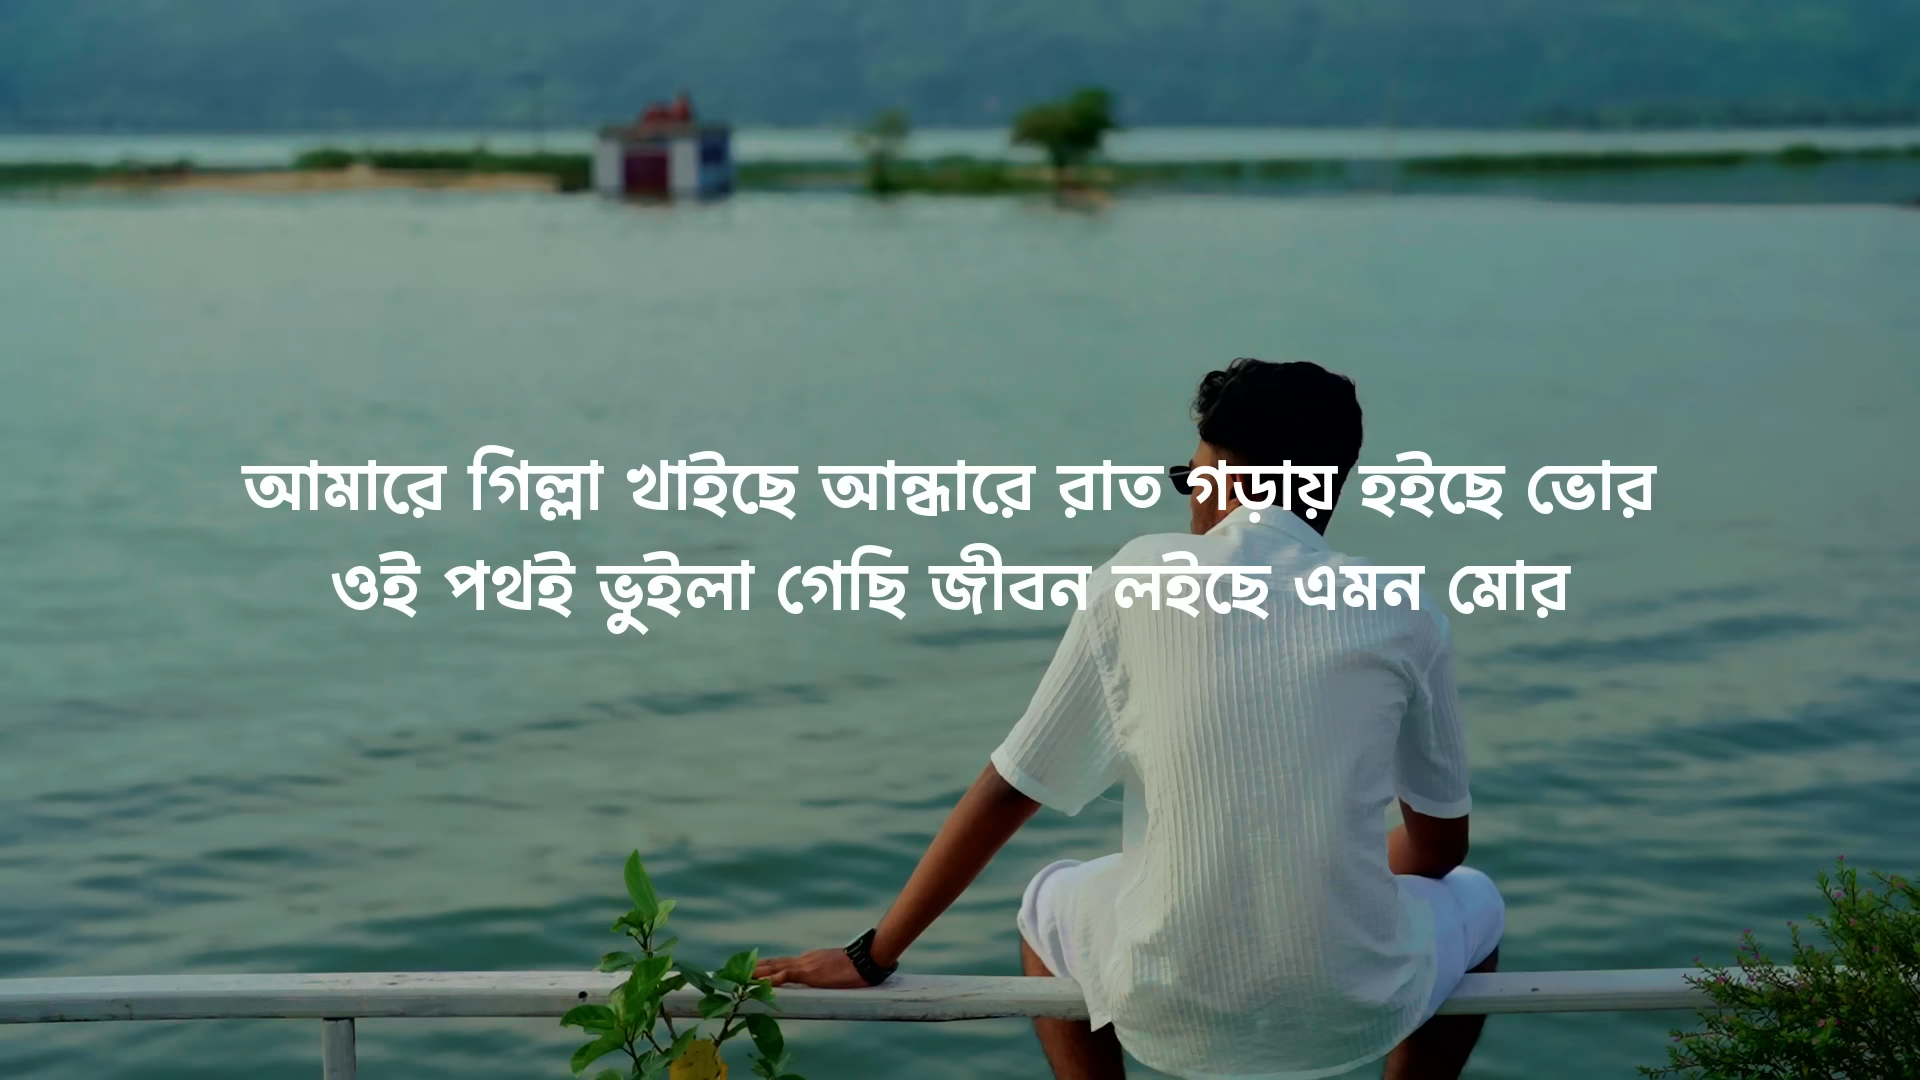 আমারে গিল্লা খাইছে আন্ধারে রাত গড়ায় হইছে ভোর
ওই পথই ভুইলা গেছি জীবন লইছে এমন মোর